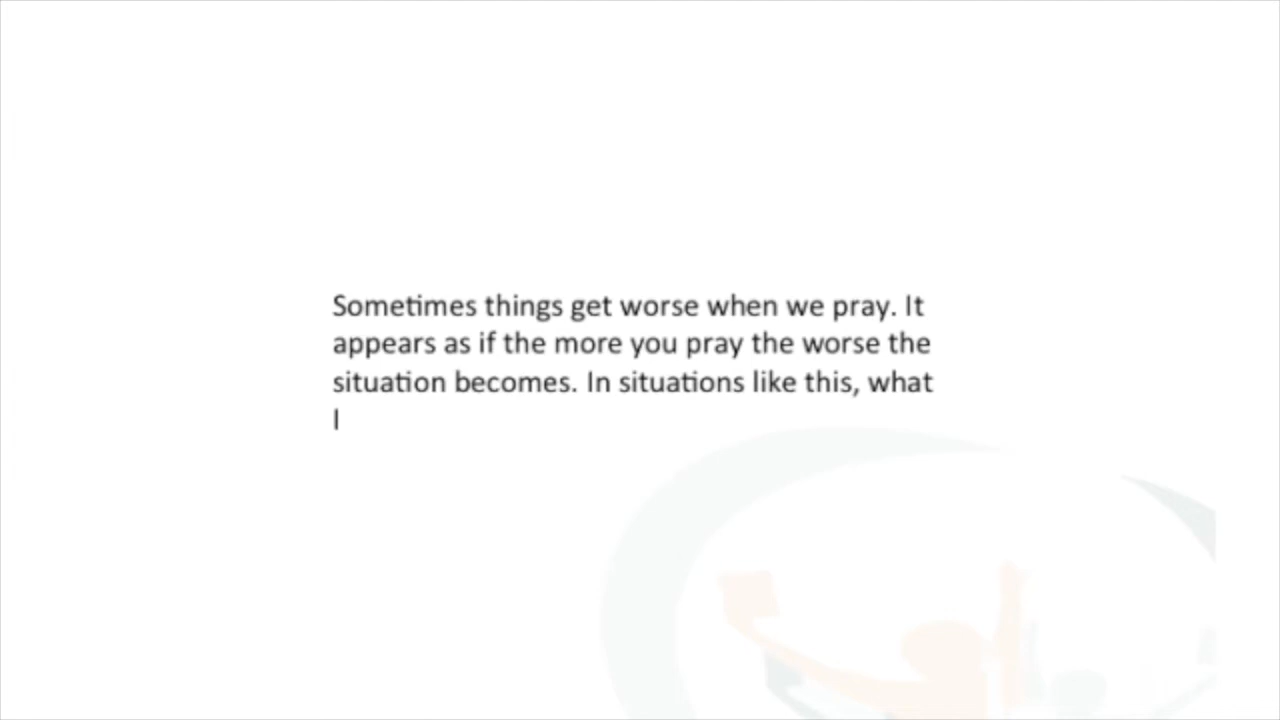 Sometimes things get worse when we pray. It
appears as if the more you pray the worse the
situation becomes. In situations like this, what
I